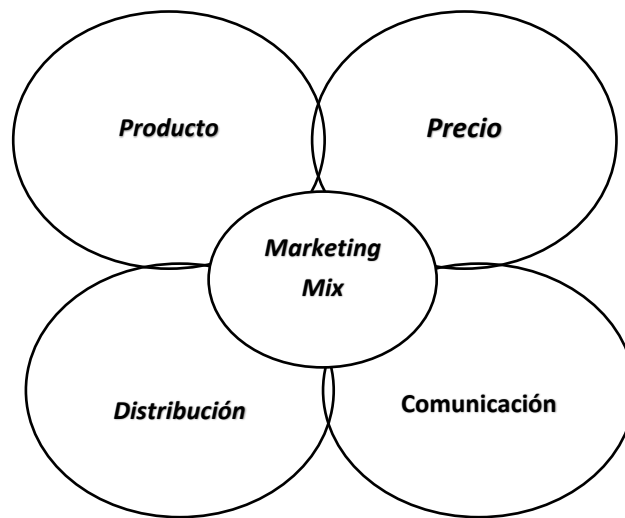 Producto
Precio
Marketing
Mix
Distribución
Comunicación